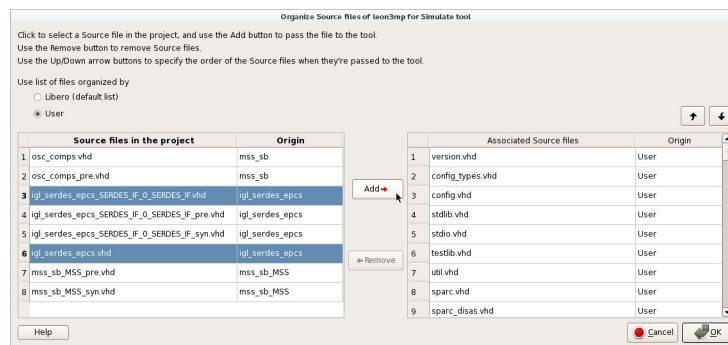 Organize Source files of leon3mp for Simulate tool
Click to select a Source file in the project, and use the Add button to pass the file to the tool.
Use the Remove button to remove Source files.
Use the Up/Down arrow buttons to specify the order of the Source files when they're passed to the tool.
Use list of files organized by
Libero (default list)
User
Source files in the project Origin
1 osc_comps.vhd mss_sb
2 osc_comps_pre.vhd mss_sb
3 igl_serdes_epcs_SERDES_IF_0_SERDES_IF.vhd igl_serdes_epcs
4 igl_serdes_epcs_SERDES_IF_0_SERDES_IF_pre.vhd igl_serdes_epcs
5 igl_serdes_epcs_SERDES_IF_0_SERDES_IF_syn.vhd igl_serdes_epcs
6 igl_serdes_epcs.vhd igl_serdes_epcs
7 mss_sb_MSS_pre.vhd mss_sb_MSS
8 mss_sb_MSS_syn.vhd mss_sb_MSS
Add
Remove
Associated Source files Origin
1 version.vhd User
2 config_types.vhd User
3 config.vhd User
4 stdlib.vhd User
5 stdio.vhd User
6 testlib.vhd User
7 util.vhd User
8 sparc.vhd User
9 sparc_disas.vhd User
Help
Cancel
OK